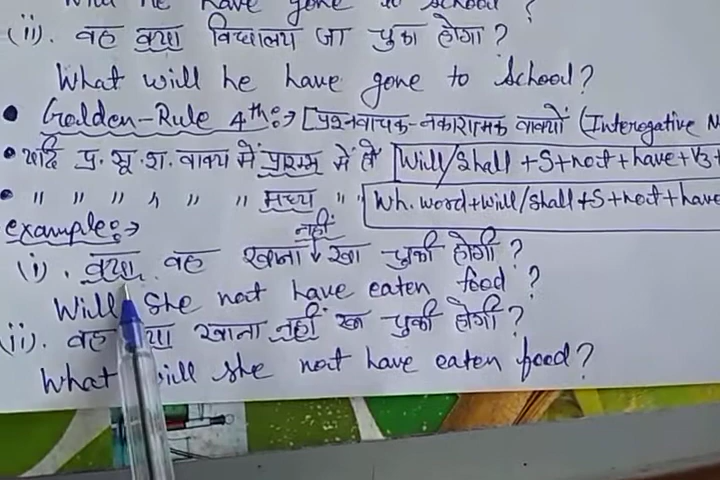 (ii). वह क्या विद्यालय जा चुका होगा?
What will he have gone to School?
• Golden-Rule 4th:→ [प्रश्नवाचक-नकारात्मक वाक्यों (Interogative N
• यदि प्र. सू. श. वाक्य में प्रारम्भ में हो Will/Shall +S+not+have+V3+
• " " " " " " मध्य " " Wh. word+will/Shall+S+not+have
example:→
(i). क्या वह खाना नहीं खा चुकी होगी?
Will She not have eaten food?
(ii). वह खाना नहीं खा चुकी होगी?
What she not have eaten food?